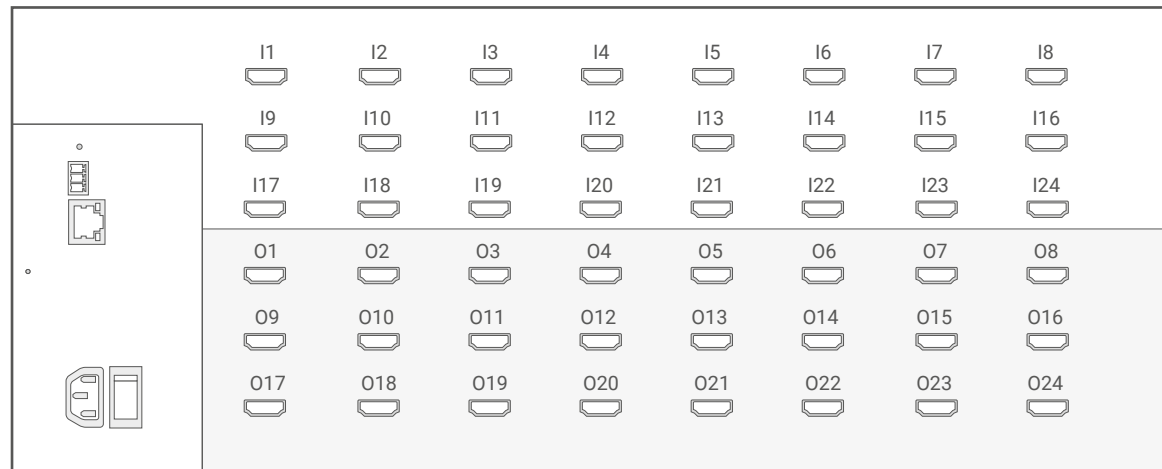 I1 I2 I3 I4 I5 I6 I7 I8
I9 I10 I11 I12 I13 I14 I15 I16
I17 I18 I19 I20 I21 I22 I23 I24
O1 O2 O3 O4 O5 O6 O7 O8
O9 O10 O11 O12 O13 O14 O15 O16
O17 O18 O19 O20 O21 O22 O23 O24